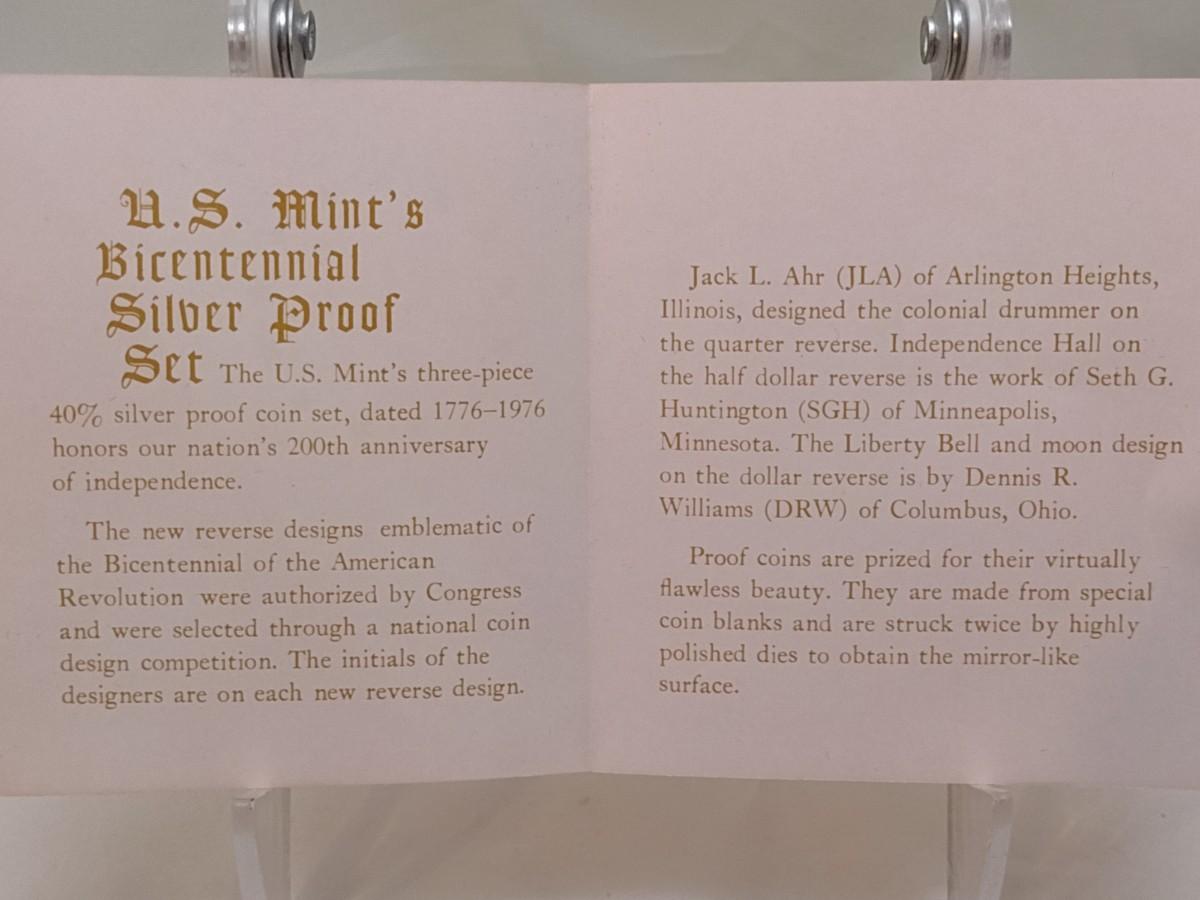 U.S. Mint's
Bicentennial
Silver Proof
Set The U.S. Mint's three-piece
40% silver proof coin set, dated 1776–1976
honors our nation's 200th anniversary
of independence.
The new reverse designs emblematic of
the Bicentennial of the American
Revolution were authorized by Congress
and were selected through a national coin
design competition. The initials of the
designers are on each new reverse design.
Jack L. Ahr (JLA) of Arlington Heights,
Illinois, designed the colonial drummer on
the quarter reverse. Independence Hall on
the half dollar reverse is the work of Seth G.
Huntington (SGH) of Minneapolis,
Minnesota. The Liberty Bell and moon design
on the dollar reverse is by Dennis R.
Williams (DRW) of Columbus, Ohio.
Proof coins are prized for their virtually
flawless beauty. They are made from special
coin blanks and are struck twice by highly
polished dies to obtain the mirror-like
surface.